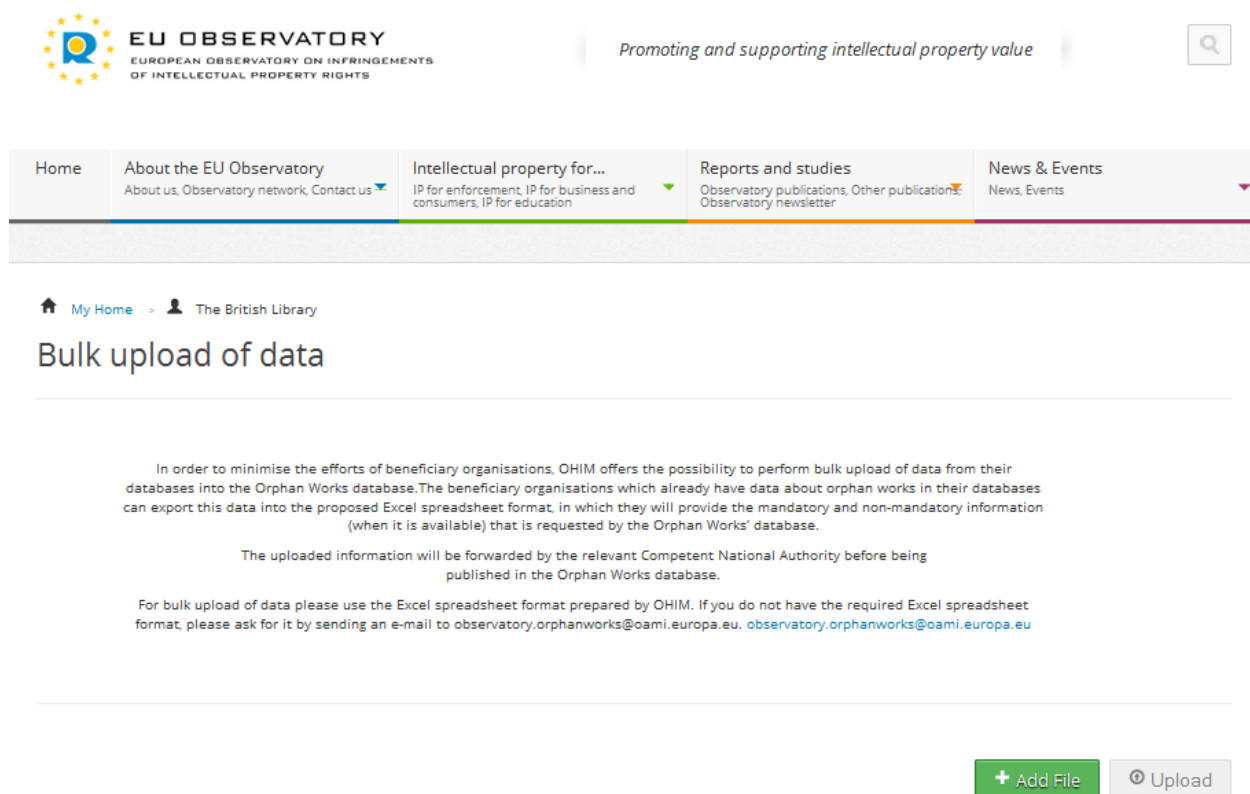 EU OBSERVATORY
EUROPEAN OBSERVATORY ON INFRINGEMENTS
OF INTELLECTUAL PROPERTY RIGHTS
Promoting and supporting intellectual property value
Home
About the EU Observatory
About us, Observatory network, Contact us
Intellectual property for...
IP for enforcement, IP for business and
consumers, IP for education
Reports and studies
Observatory publications, Other publications,
Observatory newsletter
News & Events
News, Events
My Home > The British Library
Bulk upload of data
In order to minimise the efforts of beneficiary organisations, OHIM offers the possibility to perform bulk upload of data from their
databases into the Orphan Works database.The beneficiary organisations which already have data about orphan works in their databases
can export this data into the proposed Excel spreadsheet format, in which they will provide the mandatory and non-mandatory information
(when it is available) that is requested by the Orphan Works’ database.
The uploaded information will be forwarded by the relevant Competent National Authority before being
published in the Orphan Works database.
For bulk upload of data please use the Excel spreadsheet format prepared by OHIM. If you do not have the required Excel spreadsheet
format, please ask for it by sending an e-mail to observatory.orphanworks@oami.europa.eu. observatory.orphanworks@oami.europa.eu
+ Add File
Upload